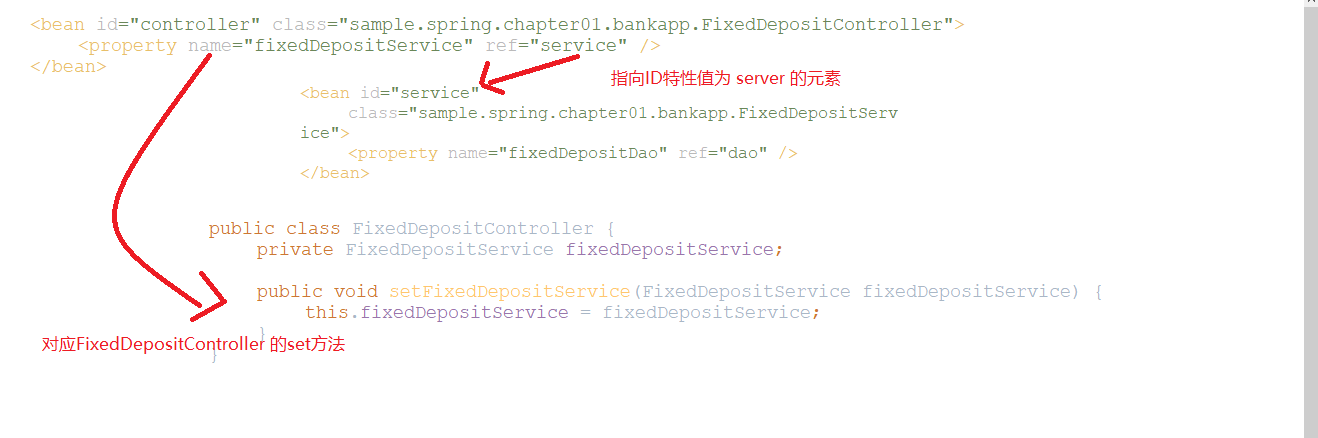 <bean id="controller" class="sample.spring.chapter01.bankapp.FixedDepositController">
<property name="fixedDepositService" ref="service" />
</bean>
指向ID特性值为 server 的元素
<bean id="service"
class="sample.spring.chapter01.bankapp.FixedDepositServ
ice">
<property name="fixedDepositDao" ref="dao" />
</bean>
public class FixedDepositController {
private FixedDepositService fixedDepositService;
public void setFixedDepositService(FixedDepositService fixedDepositService) {
this.fixedDepositService = fixedDepositService;
}
对应FixedDepositController 的set方法
}